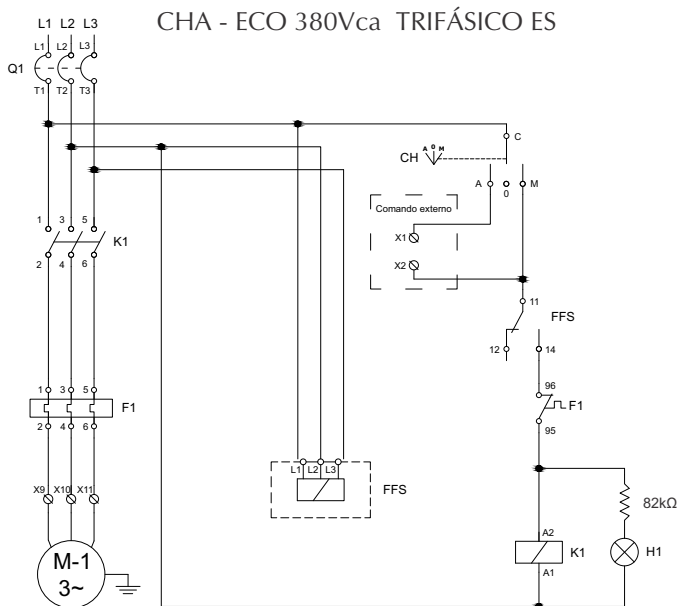 L1 L2 L3 CHA - ECO 380Vca TRIFÁSICO ES
L1 L2 L3
Q1
T1 T2 T3
C
CH A 0 M
A 0 M
Comando externo
X1
X2
1 3 5
K1
2 4 6
11
FFS
12 14
96
F1
95
1 3 5
F1
2 4 6
L1 L2 L3
FFS
X9 X10 X11
82kΩ
A2
K1 H1
A1
M-1
3~